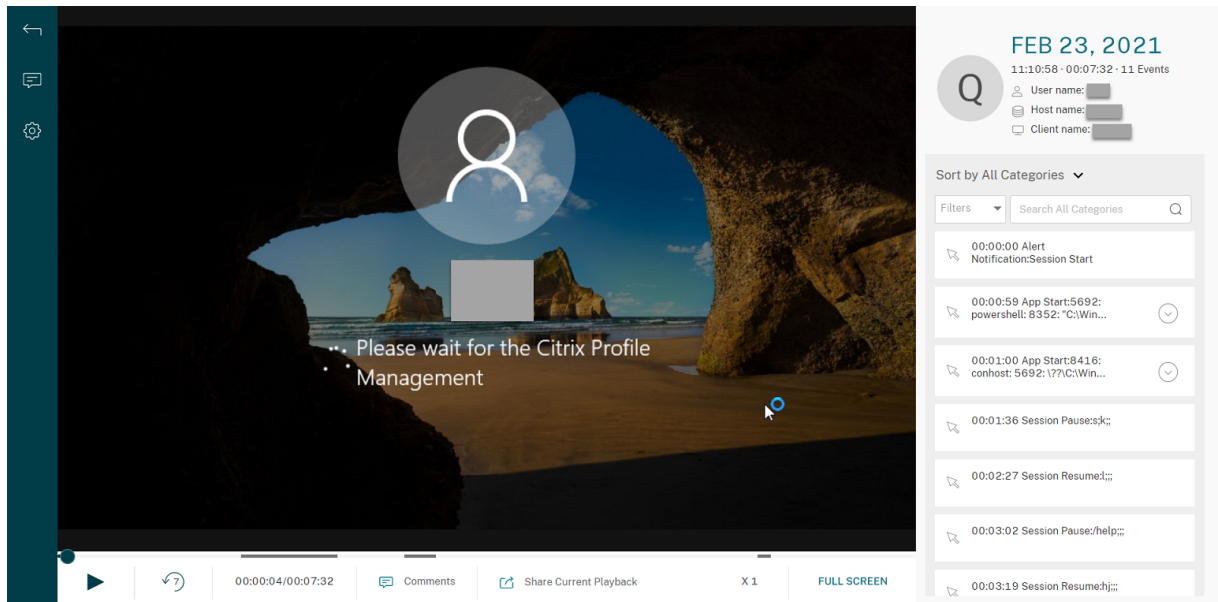 Please wait for the Citrix Profile
Management
7
00:00:04/00:07:32
Comments
Share Current Playback
X 1
FULL SCREEN
Q
FEB 23, 2021
11:10:58 · 00:07:32 · 11 Events
User name:
Host name:
Client name:
Sort by All Categories
Filters
Search All Categories
00:00:00 Alert
Notification:Session Start
00:00:59 App Start:5692:
powershell: 8352: "C:\Win...
00:01:00 App Start:8416:
conhost: 5692: \??\C:\Win...
00:01:36 Session Pause:s;k;;
00:02:27 Session Resume:l;;;
00:03:02 Session Pause:/help;;;
00:03:19 Session Resume:hj;;;